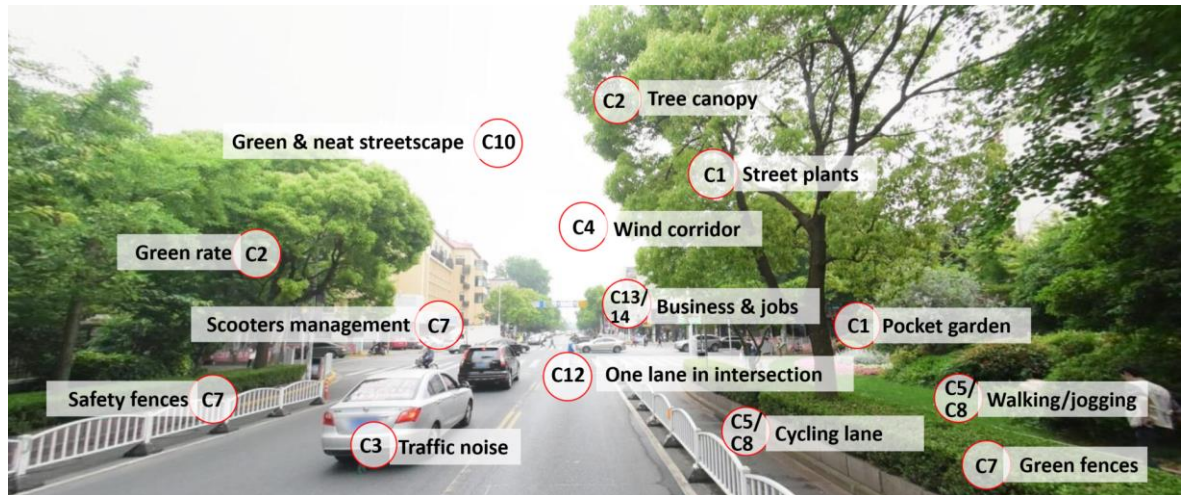 C2 Tree canopy
Green & neat streetscape C10
C1 Street plants
C4 Wind corridor
Green rate C2
C13/
14 Business & jobs
Scooters management C7
C1 Pocket garden
C12 One lane in intersection
Safety fences C7
C5/
C8 Walking/jogging
C5/
C8 Cycling lane
C3 Traffic noise
C7 Green fences